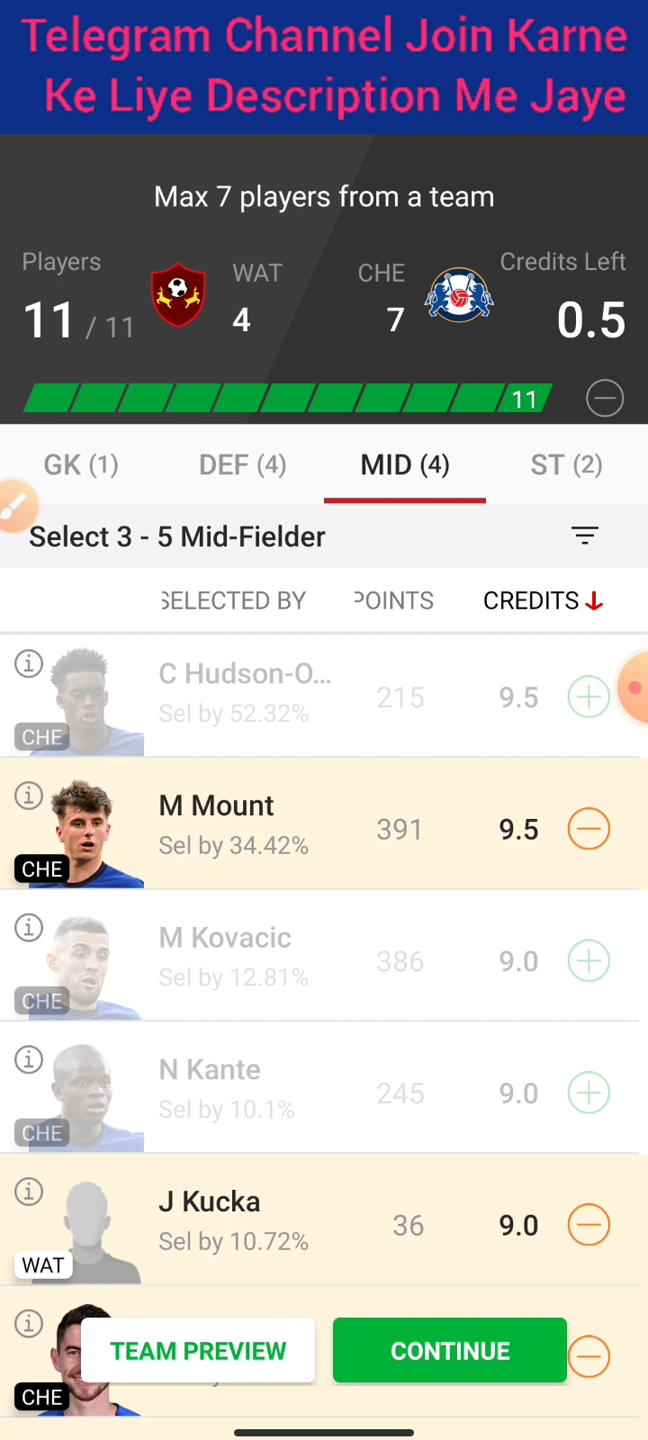 Telegram Channel Join Karne
Ke Liye Description Me Jaye
Max 7 players from a team
Players
11 / 11
WAT
4
CHE
7
Credits Left
0.5
11
GK (1)
DEF (4)
MID (4)
ST (2)
Select 3 - 5 Mid-Fielder
SELECTED BY
POINTS
CREDITS
C Hudson-O...
Sel by 52.32%
215
9.5
CHE
M Mount
Sel by 34.42%
391
9.5
CHE
M Kovacic
Sel by 12.81%
386
9.0
CHE
N Kante
Sel by 10.1%
245
9.0
CHE
J Kucka
Sel by 10.72%
36
9.0
WAT
TEAM PREVIEW
CONTINUE
CHE